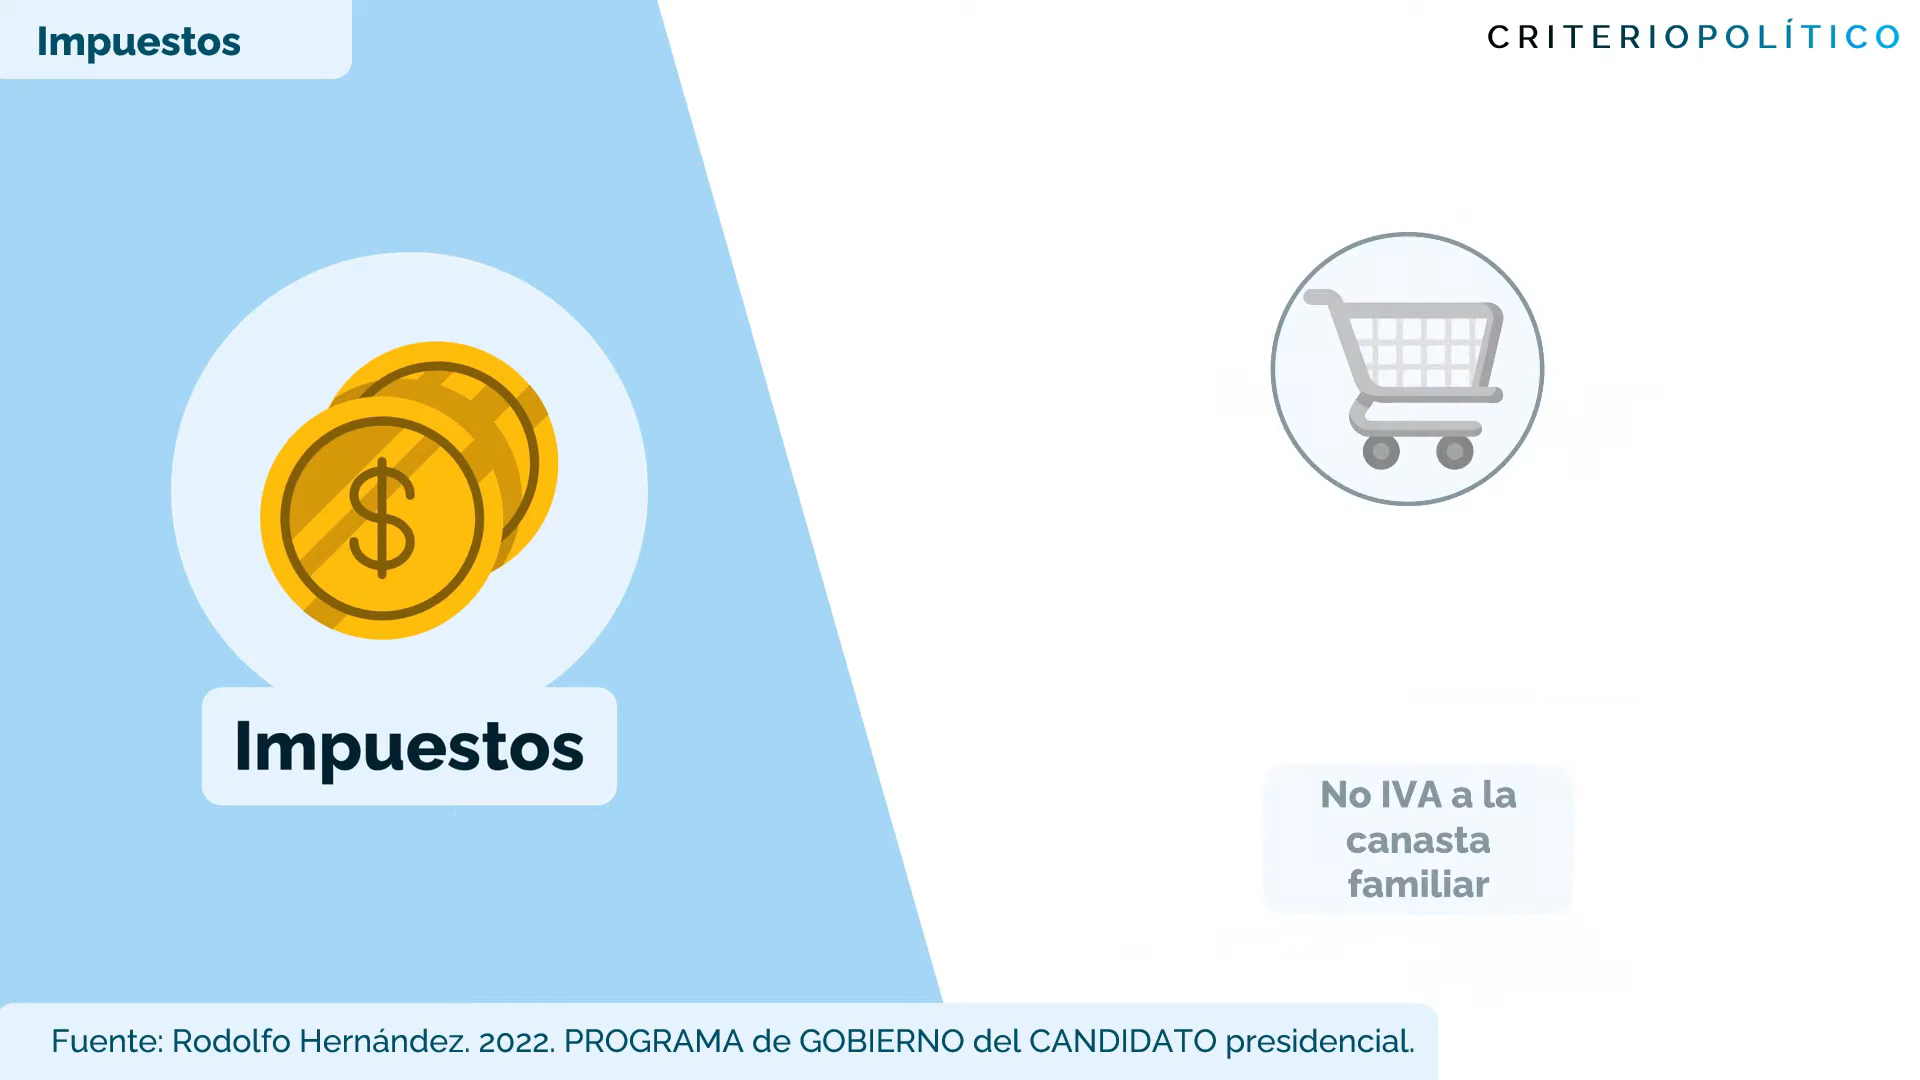 Impuestos
CRITERIOPOLÍTICO
$
Impuestos
No IVA a la
canasta
familiar
Fuente: Rodolfo Hernández. 2022. PROGRAMA de GOBIERNO del CANDIDATO presidencial.